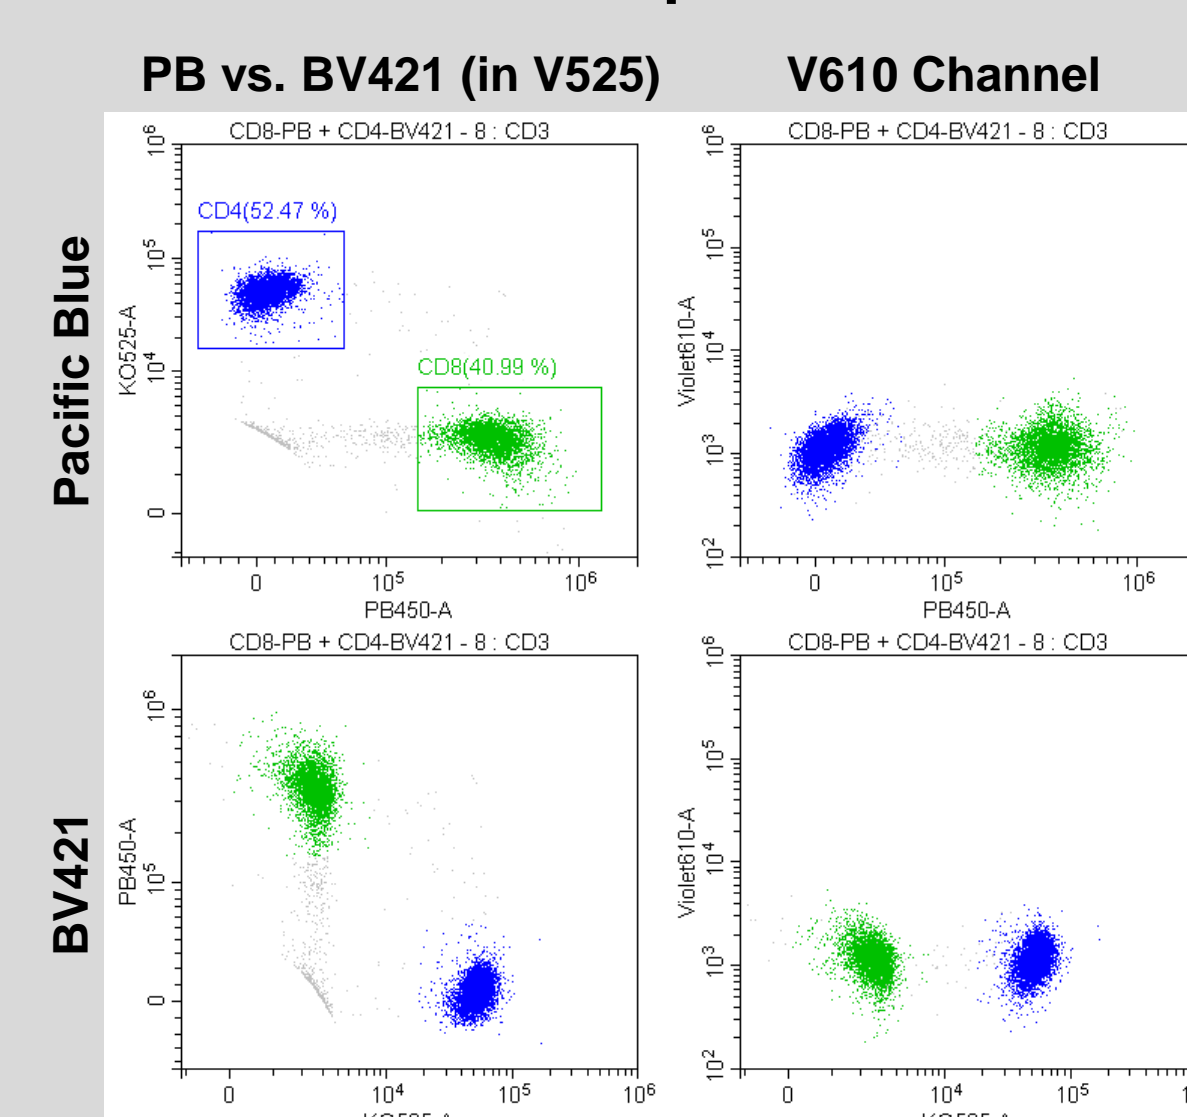 PB vs. BV421 (in V525)
V610 Channel
Pacific Blue
CD8-PB + CD4-BV421 - 8 : CD3
10⁶
10⁵
10⁴
0
KO525-A
CD4(52.47 %)
CD8(40.99 %)
0
10⁵
10⁶
PB450-A
CD8-PB + CD4-BV421 - 8 : CD3
10⁶
10⁵
10⁴
10³
10²
Violet610-A
0
10⁵
10⁶
PB450-A
BV421
CD8-PB + CD4-BV421 - 8 : CD3
10⁶
10⁵
0
PB450-A
0
10⁴
10⁵
10⁶
CD8-PB + CD4-BV421 - 8 : CD3
10⁶
10⁵
10⁴
10³
10²
Violet610-A
0
10⁴
10⁵